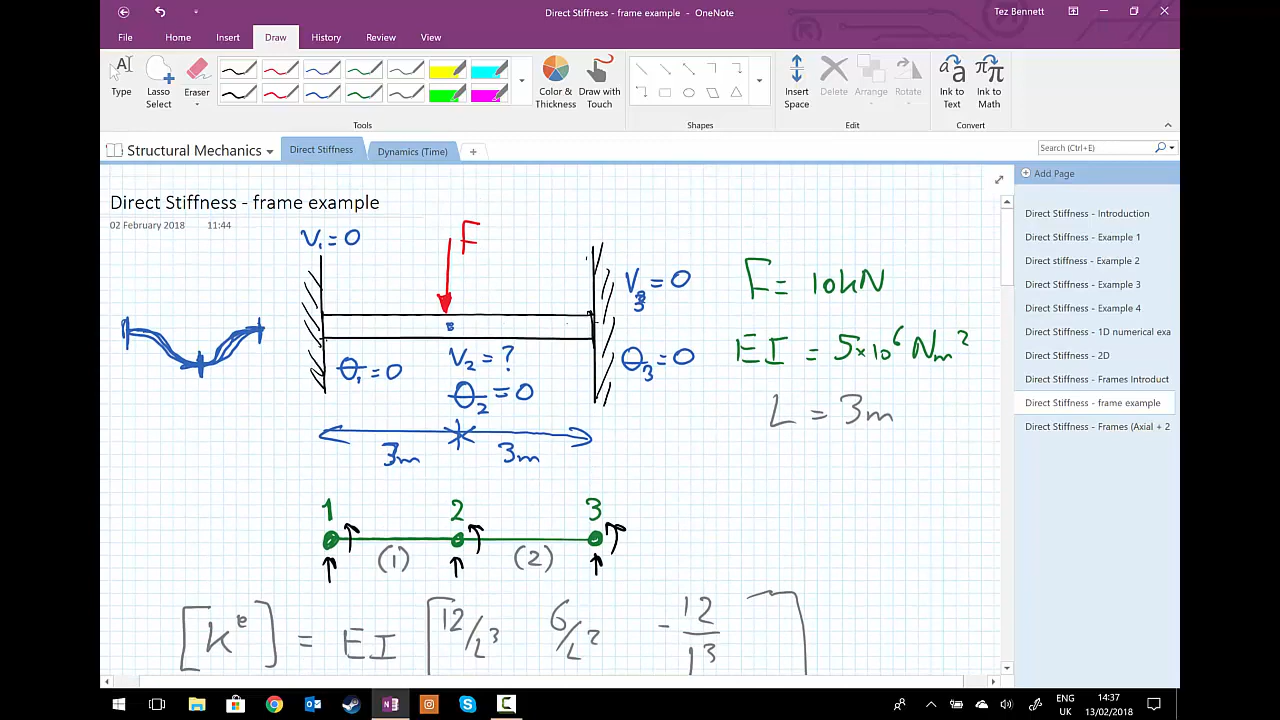 Direct Stiffness - frame example - OneNote
Tez Bennett
File Home Insert Draw History Review View
Type
Lasso Select
Eraser
Color & Thickness
Draw with Touch
Insert Space
Delete
Arrange
Rotate
Ink to Text
Ink to Math
Tools
Shapes
Edit
Convert
Structural Mechanics
Direct Stiffness
Dynamics (Time)
Search (Ctrl+E)
Add Page
Direct Stiffness - Introduction
Direct Stiffness - Example 1
Direct stiffness - Example 2
Direct Stiffness - Example 3
Direct Stiffness - Example 4
Direct Stiffness - 1D numerical exa
Direct Stiffness - 2D
Direct Stiffness - Frames Introduct
Direct Stiffness - frame example
Direct Stiffness - Frames (Axial + 2
Direct Stiffness - frame example
02 February 2018 11:44
V₁ = 0
F
V₃ = 0
F = 10kN
EI = 5×10⁶ Nm²
L = 3m
θ₁ = 0
V₂ = ?
θ₂ = 0
θ₃ = 0
3m 3m
1 2 3
(1) (2)
[kᵉ] = EI [ 12/L³ 6/L² -12/L³
ENG
UK
14:37
13/02/2018